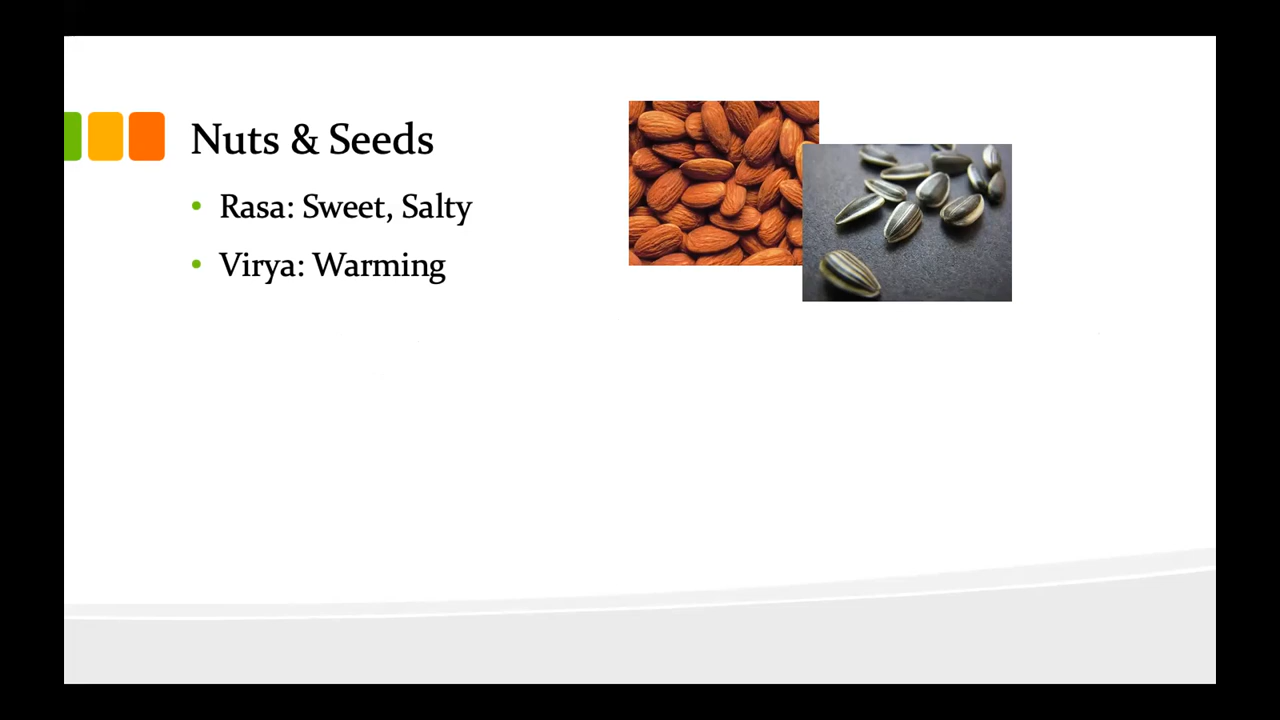 Nuts & Seeds
• Rasa: Sweet, Salty
• Virya: Warming